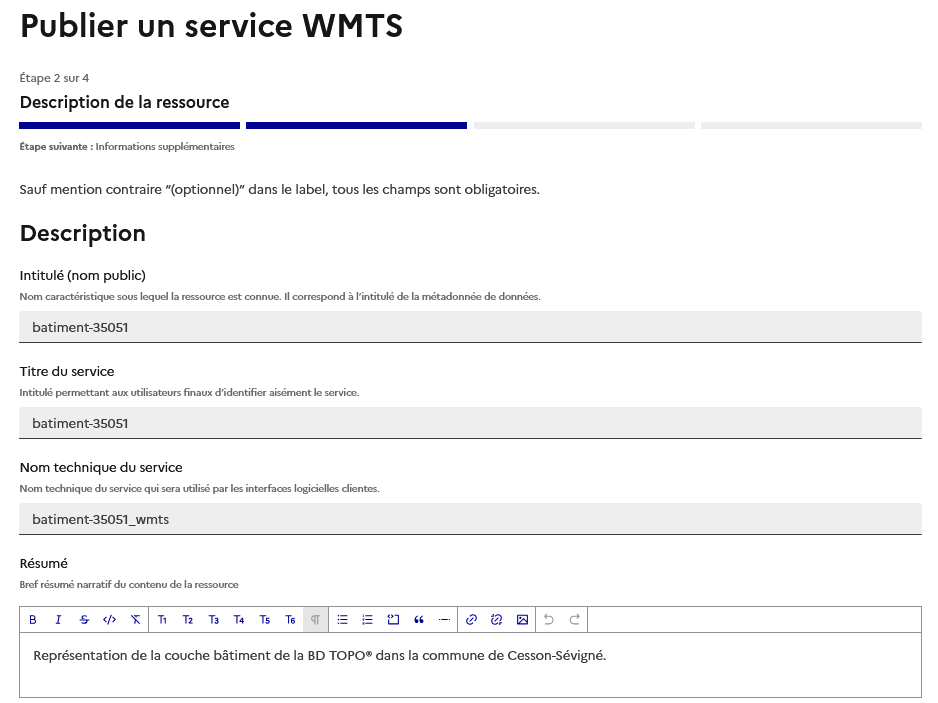 Publier un service WMTS
Étape 2 sur 4
Description de la ressource
Étape suivante : Informations supplémentaires
Sauf mention contraire “(optionnel)” dans le label, tous les champs sont obligatoires.
Description
Intitulé (nom public)
Nom caractéristique sous lequel la ressource est connue. Il correspond à l’intitulé de la métadonnée de données.
batiment-35051
Titre du service
Intitulé permettant aux utilisateurs finaux d’identifier aisément le service.
batiment-35051
Nom technique du service
Nom technique du service qui sera utilisé par les interfaces logicielles clientes.
batiment-35051_wmts
Résumé
Bref résumé narratif du contenu de la ressource
B I S </> T1 T2 T3 T4 T5 T6 ¶
Représentation de la couche bâtiment de la BD TOPO® dans la commune de Cesson-Sévigné.